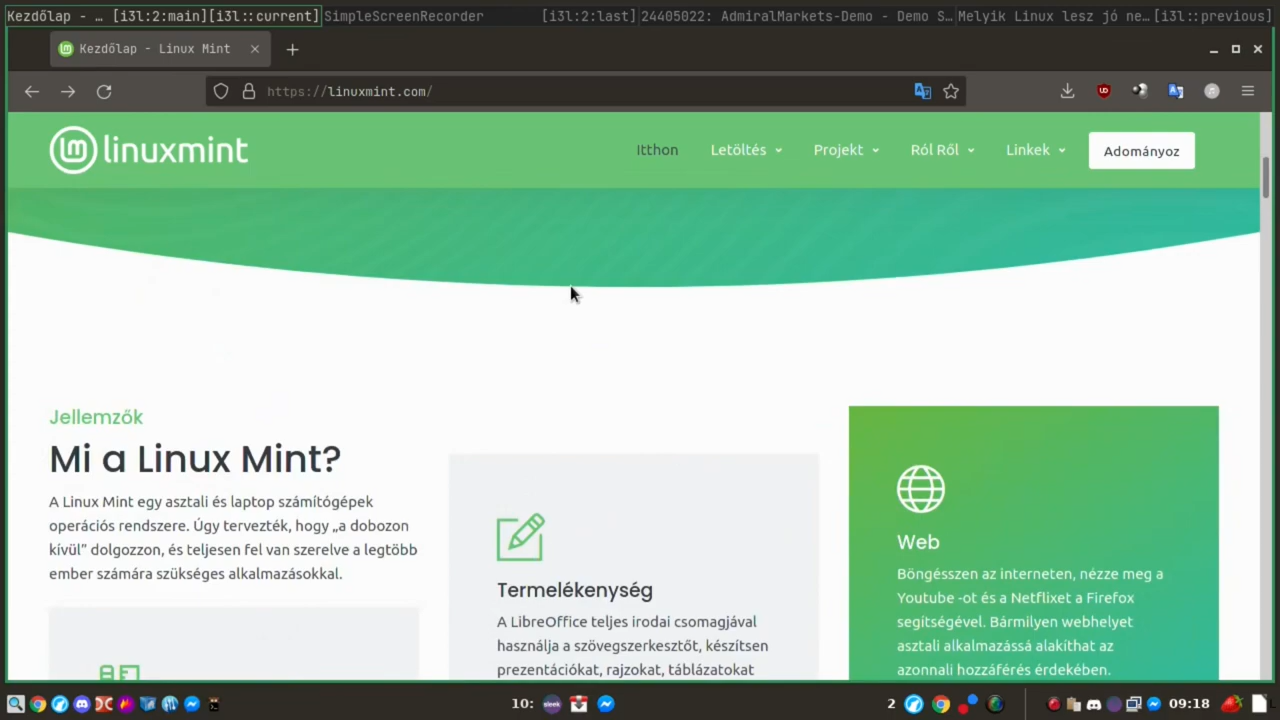 Kezdőlap - … [i3l:2:main][i3l::current] SimpleScreenRecorder [i3l:2:last] 24405022: AdmiralMarkets-Demo - Demo S… Melyik Linux lesz jó ne… [i3l::previous]
Kezdőlap - Linux Mint
https://linuxmint.com/
linuxmint Itthon Letöltés Projekt Ról Ről Linkek Adományoz
Jellemzők
Mi a Linux Mint?
A Linux Mint egy asztali és laptop számítógépek
operációs rendszere. Úgy tervezték, hogy „a dobozon
kívül” dolgozzon, és teljesen fel van szerelve a legtöbb
ember számára szükséges alkalmazásokkal.
Termelékenység
A LibreOffice teljes irodai csomagjával
használja a szövegszerkesztőt, készítsen
prezentációkat, rajzokat, táblázatokat
Web
Böngésszen az interneten, nézze meg a
Youtube -ot és a Netflixet a Firefox
segítségével. Bármilyen webhelyet
asztali alkalmazássá alakíthat az
azonnali hozzáférés érdekében.
10: sleek 2 09:18